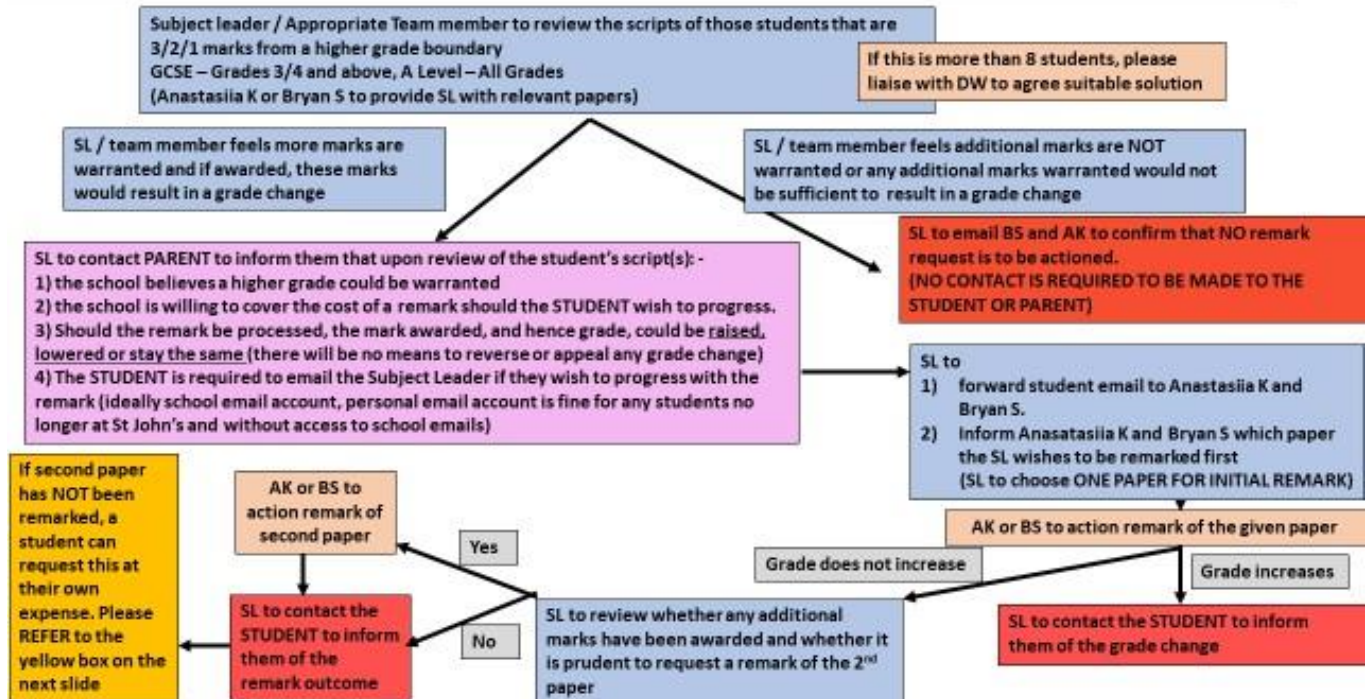 Subject leader / Appropriate Team member to review the scripts of those students that are
3/2/1 marks from a higher grade boundary
GCSE – Grades 3/4 and above, A Level – All Grades
(Anastasiia K or Bryan S to provide SL with relevant papers)
If this is more than 8 students, please
liaise with DW to agree suitable solution
SL / team member feels more marks are
warranted and if awarded, these marks
would result in a grade change
SL / team member feels additional marks are NOT
warranted or any additional marks warranted would not
be sufficient to result in a grade change
SL to contact PARENT to inform them that upon review of the student's script(s): -
1) the school believes a higher grade could be warranted
2) the school is willing to cover the cost of a remark should the STUDENT wish to progress.
3) Should the remark be processed, the mark awarded, and hence grade, could be raised,
lowered or stay the same (there will be no means to reverse or appeal any grade change)
4) The STUDENT is required to email the Subject Leader if they wish to progress with the
remark (ideally school email account, personal email account is fine for any students no
longer at St John's and without access to school emails)
SL to email BS and AK to confirm that NO remark
request is to be actioned.
(NO CONTACT IS REQUIRED TO BE MADE TO THE
STUDENT OR PARENT)
SL to
1) forward student email to Anastasiia K and
Bryan S.
2) Inform Anasatasiia K and Bryan S which paper
the SL wishes to be remarked first
(SL to choose ONE PAPER FOR INITIAL REMARK)
AK or BS to action remark of the given paper
Grade does not increase
Grade increases
SL to contact the STUDENT to inform
them of the grade change
SL to review whether any additional
marks have been awarded and whether it
is prudent to request a remark of the 2nd
paper
Yes
No
AK or BS to
action remark of
second paper
SL to contact the
STUDENT to inform
them of the
remark outcome
If second paper
has NOT been
remarked, a
student can
request this at
their own
expense. Please
REFER to the
yellow box on the
next slide